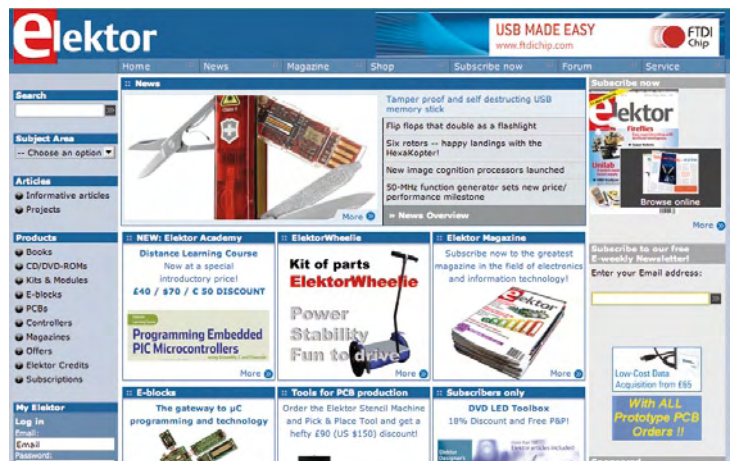 elektor
USB MADE EASY
www.ftdichip.com
FTDI
Chip
Home
News
Magazine
Shop
Subscribe now
Forum
Service
Search
Subject Area
-- Choose an option
Articles
Informative articles
Projects
Products
Books
CD/DVD-ROMs
Kits & Modules
E-blocks
PCBs
Controllers
Magazines
Offers
Elektor Credits
Subscriptions
My Elektor
Log in
Email:
Email
Password:
:: News
Tamper proof and self destructing USB
memory stick
Flip flops that double as a flashlight
Six rotors -- happy landings with the
HexaKopter!
New image cognition processors launched
50-MHz function generator sets new price/
performance milestone
» News Overview
More
:: NEW: Elektor Academy
Distance Learning Course
Now at a special
introductory price!
£40 / $70 / € 50 DISCOUNT
Programming Embedded
PIC Microcontrollers
More
:: ElektorWheelie
Kit of parts
ElektorWheelie
Power
Stability
Fun to drive
More
:: Elektor Magazine
Subscribe now to the greatest
magazine in the field of electronics
and information technology!
elektor
More
:: E-blocks
The gateway to µC
programming and technology
:: Tools for PCB production
Order the Elektor Stencil Machine
and Pick & Place Tool and get a
hefty £90 (US $150) discount!
:: Subscribers only
DVD LED Toolbox
18% Discount and Free P&P!
Subscribe now
elektor
Fireflies
Unilab
Browse online
More
Subscribe to our free
E-weekly Newsletter!
Enter your Email address:
Low-Cost Data
Acquisition from £65
With ALL
Prototype PCB
Orders !!